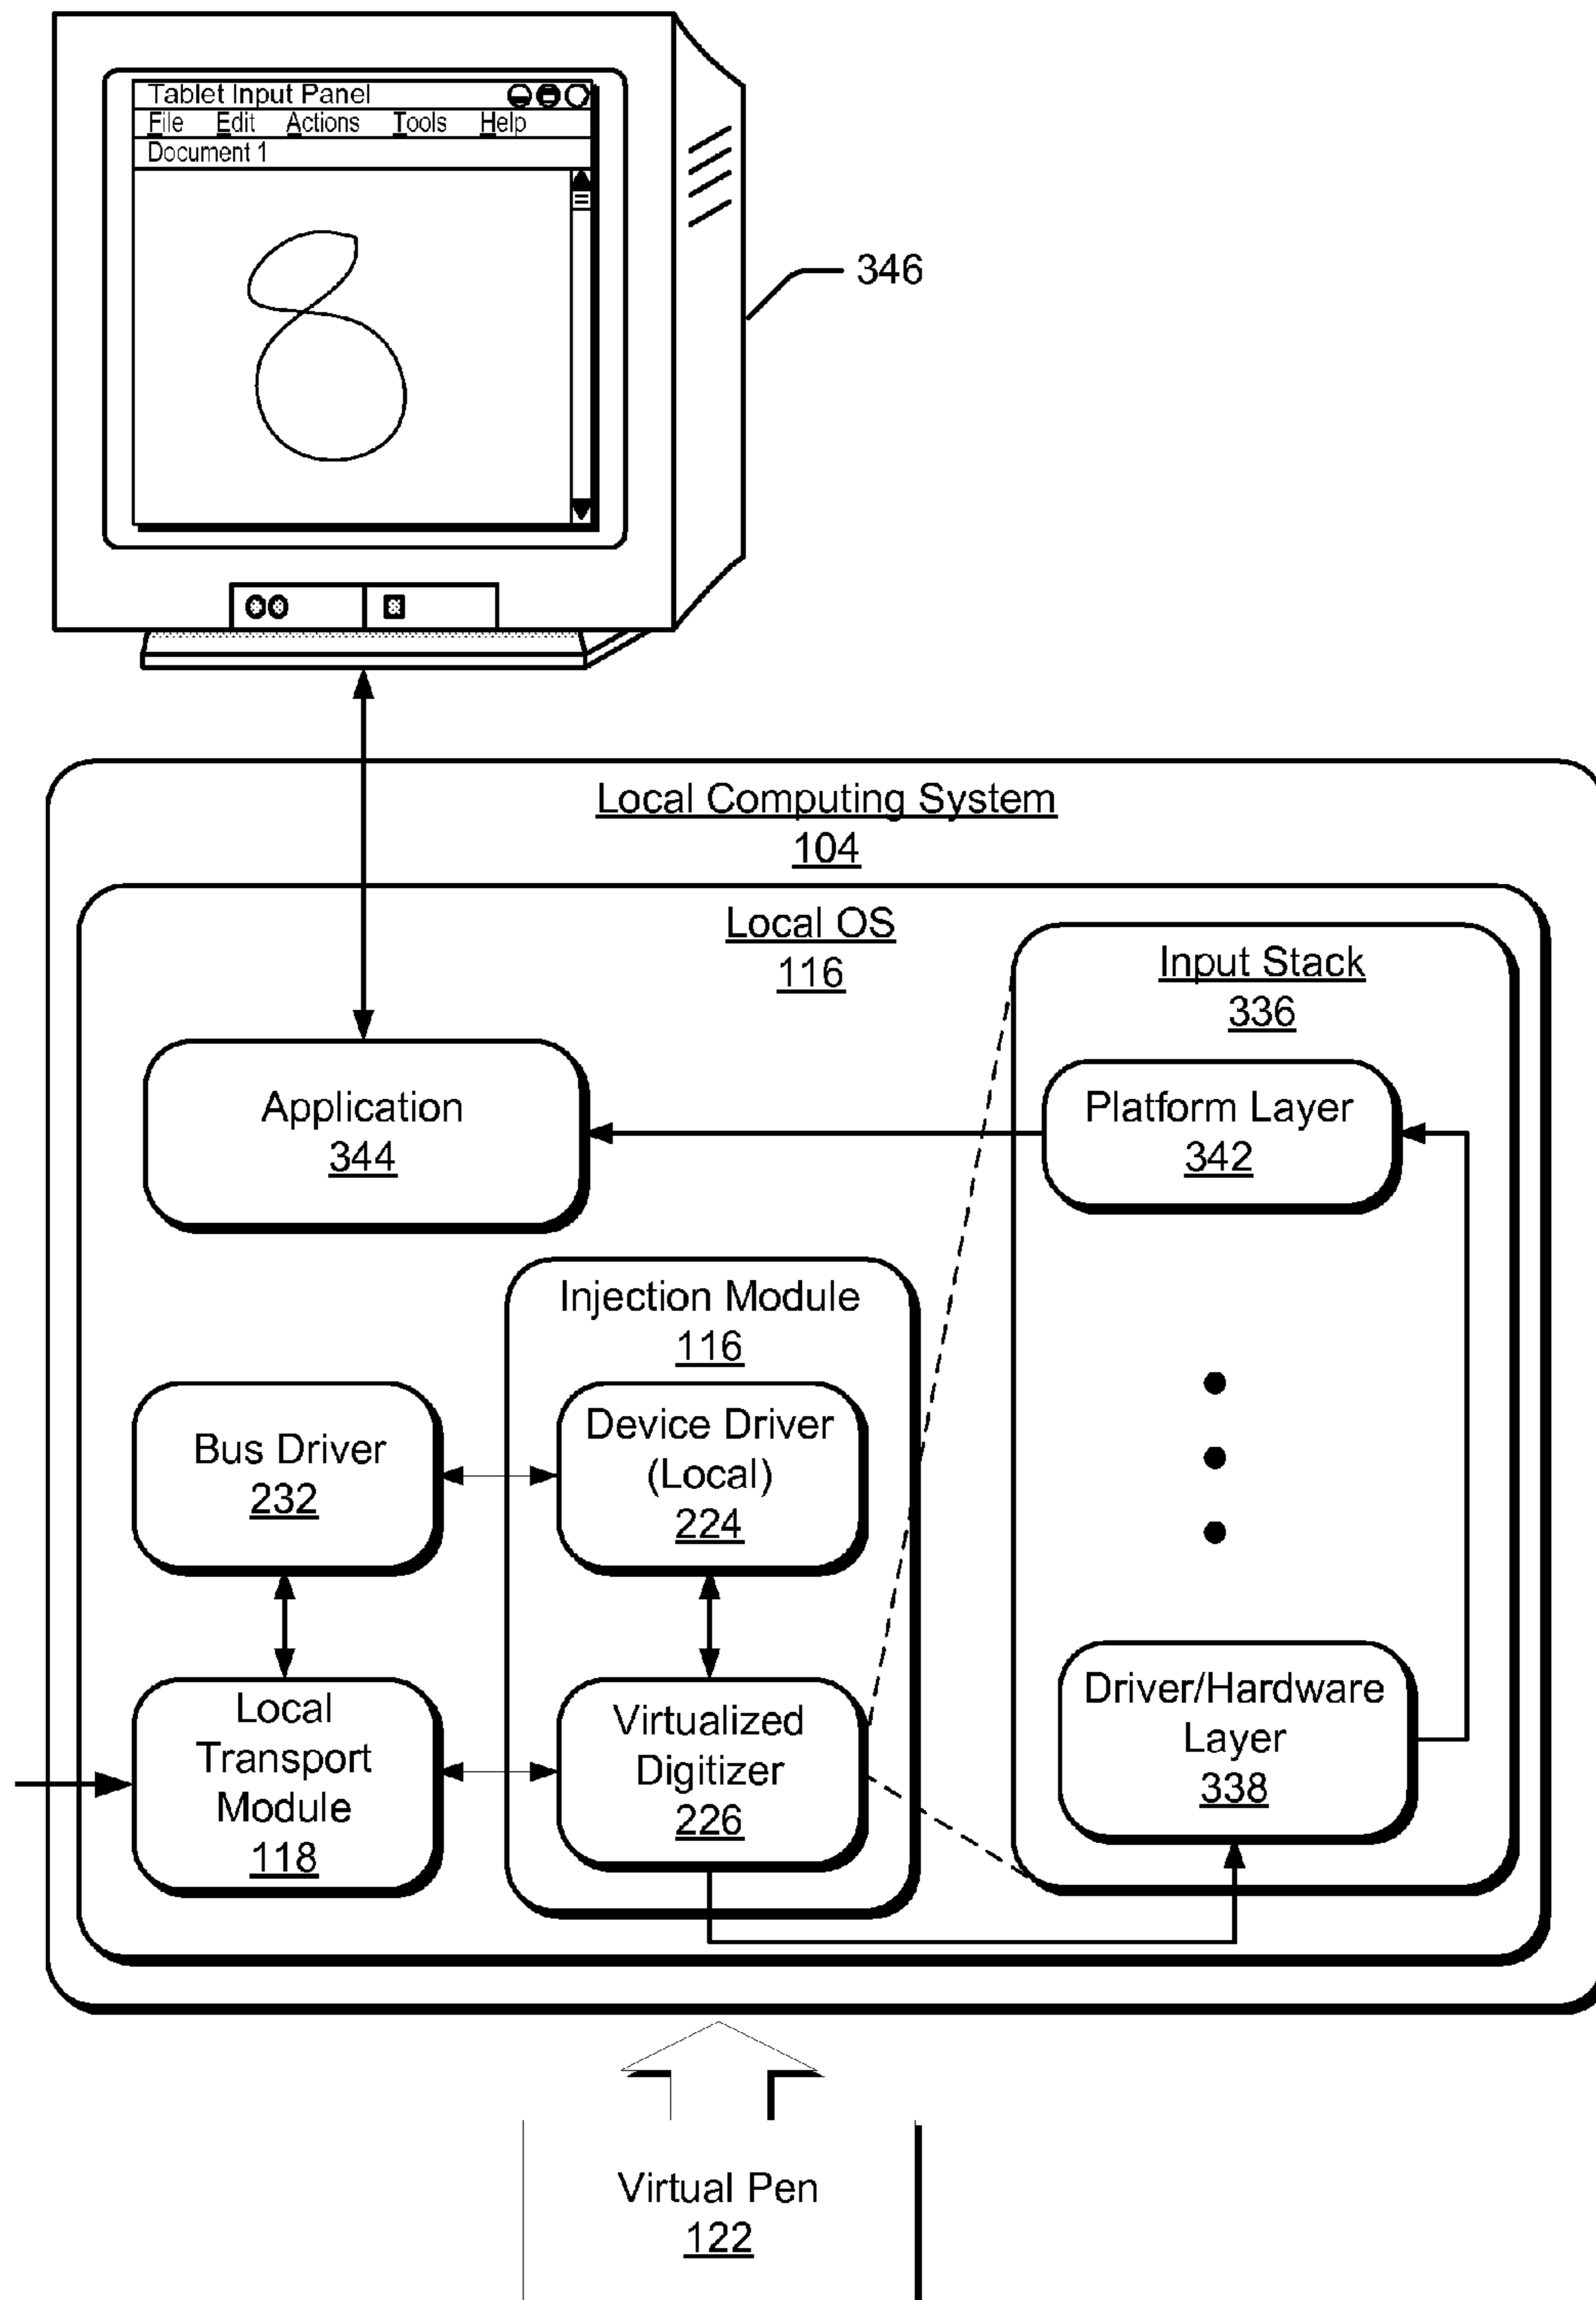 Tablet Input Panel
File Edit Actions Tools Help
Document 1
346
Local Computing System
104
Local OS
116
Input Stack
336
Application
344
Platform Layer
342
Injection Module
116
Bus Driver
232
Device Driver
(Local)
224
Local
Transport
Module
118
Virtualized
Digitizer
226
Driver/Hardware
Layer
338
Virtual Pen
122